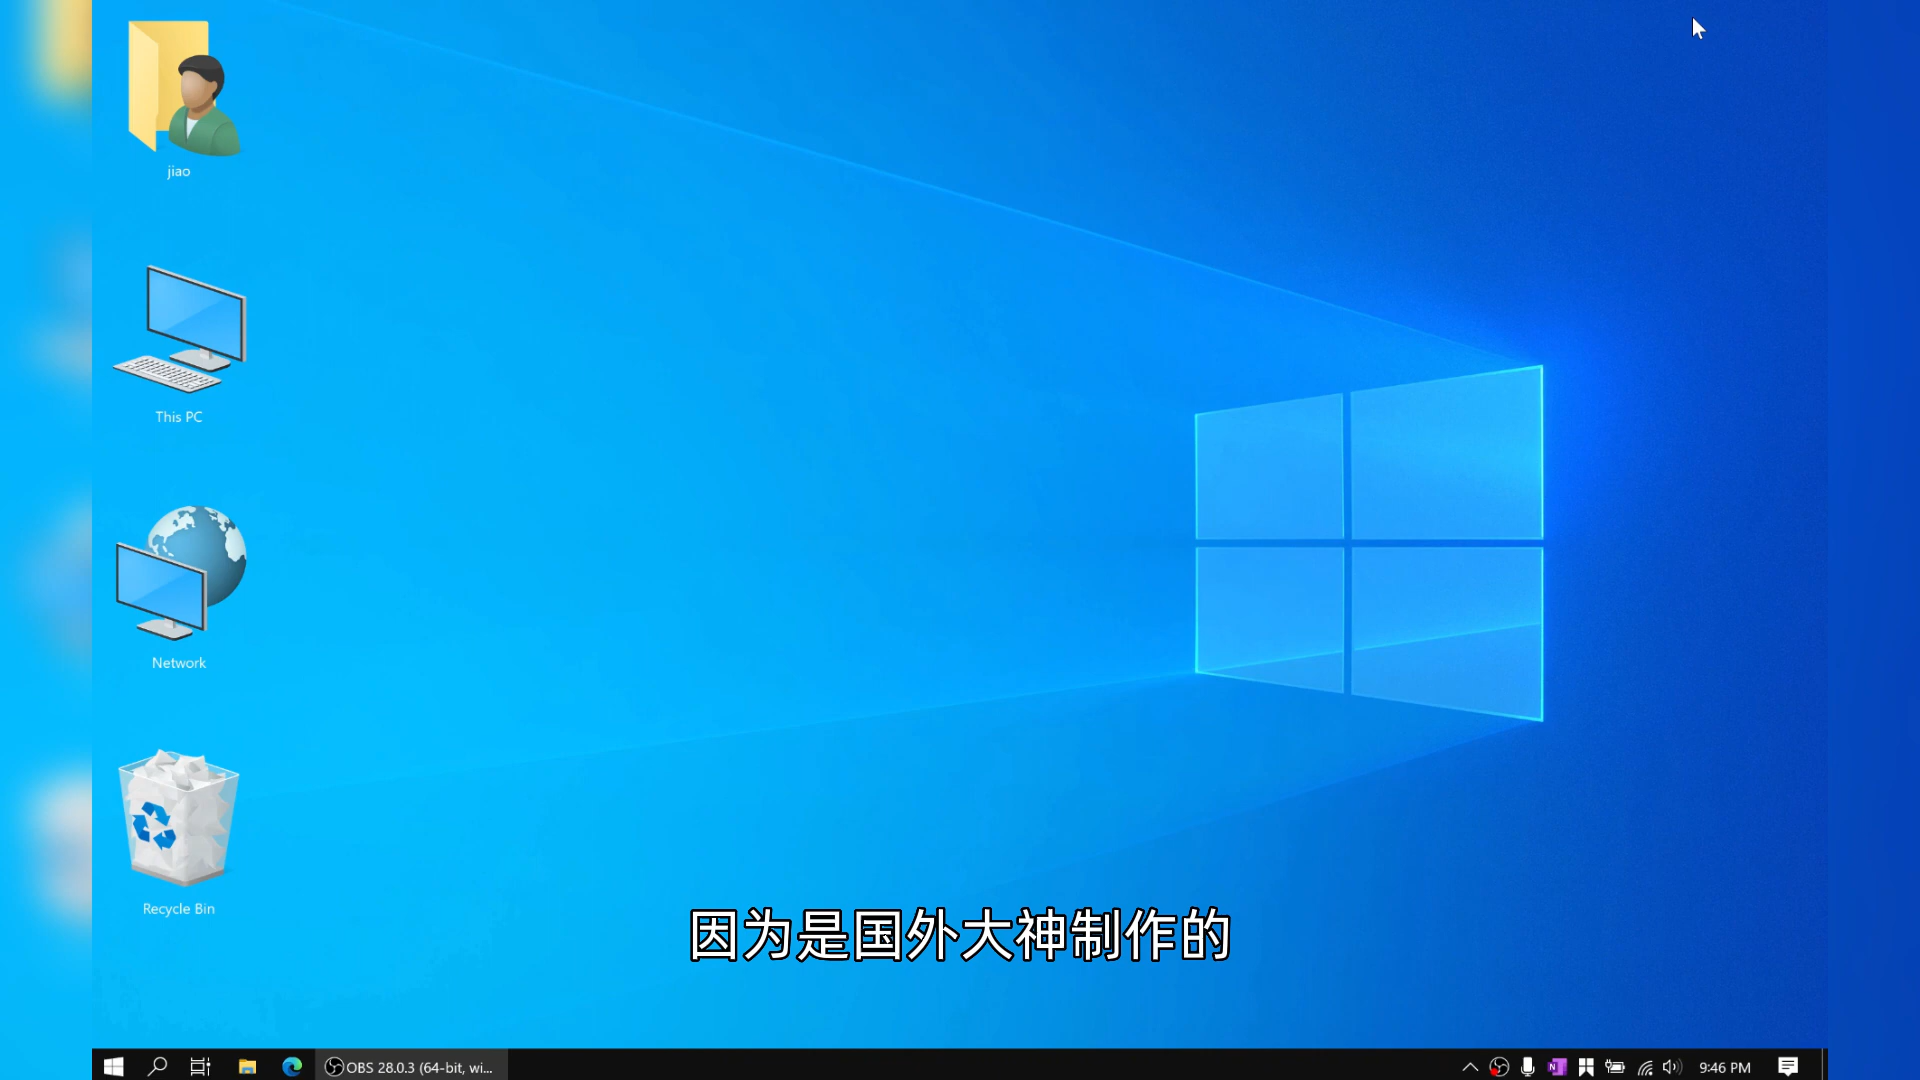 jiao
This PC
Network
Recycle Bin
因为是国外大神制作的
OBS 28.0.3 (64-bit, wi...
N
9:46 PM